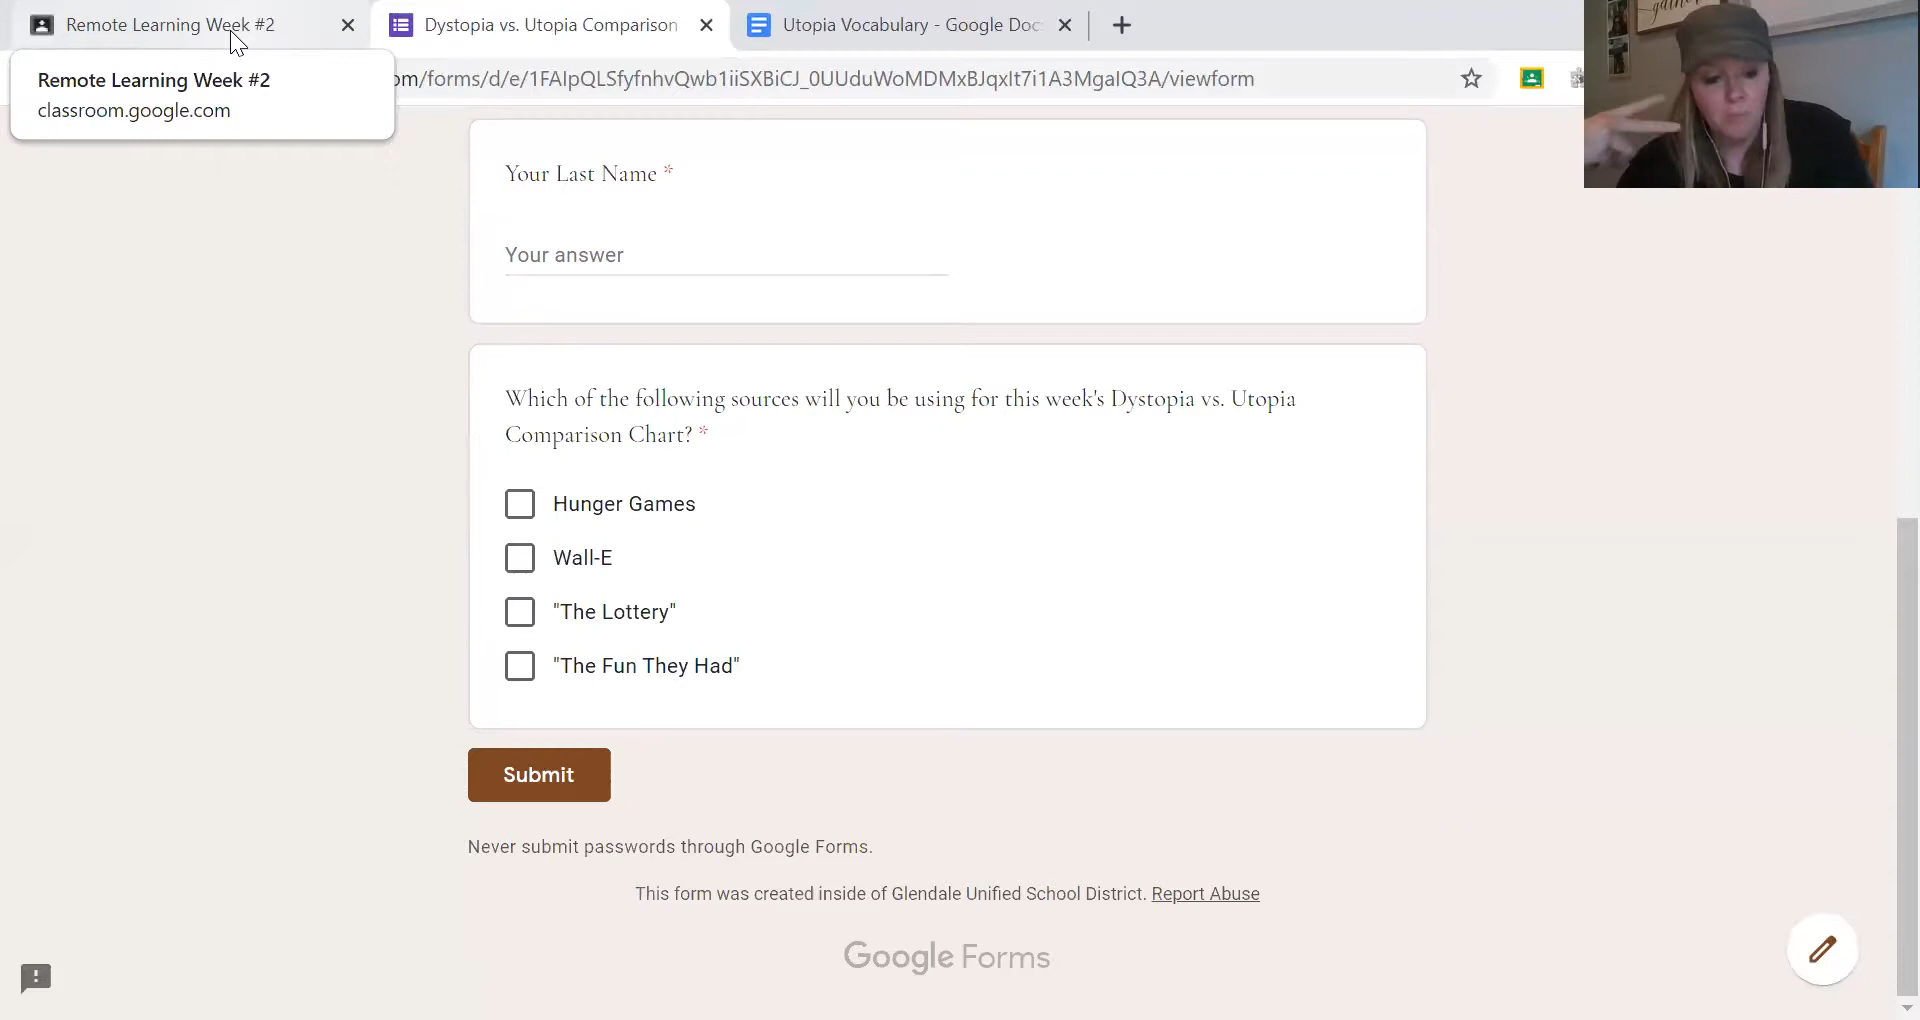 Remote Learning Week #2
Dystopia vs. Utopia Comparison
Utopia Vocabulary - Google Doc
Remote Learning Week #2
classroom.google.com
om/forms/d/e/1FAIpQLSfyfnhvQwb1iiSXBiCJ_0UUduWoMDMxBJqxIt7i1A3MgaIQ3A/viewform
gather
Your Last Name *
Your answer
Which of the following sources will you be using for this week's Dystopia vs. Utopia
Comparison Chart? *
Hunger Games
Wall-E
"The Lottery"
"The Fun They Had"
Submit
Never submit passwords through Google Forms.
This form was created inside of Glendale Unified School District. Report Abuse
Google Forms